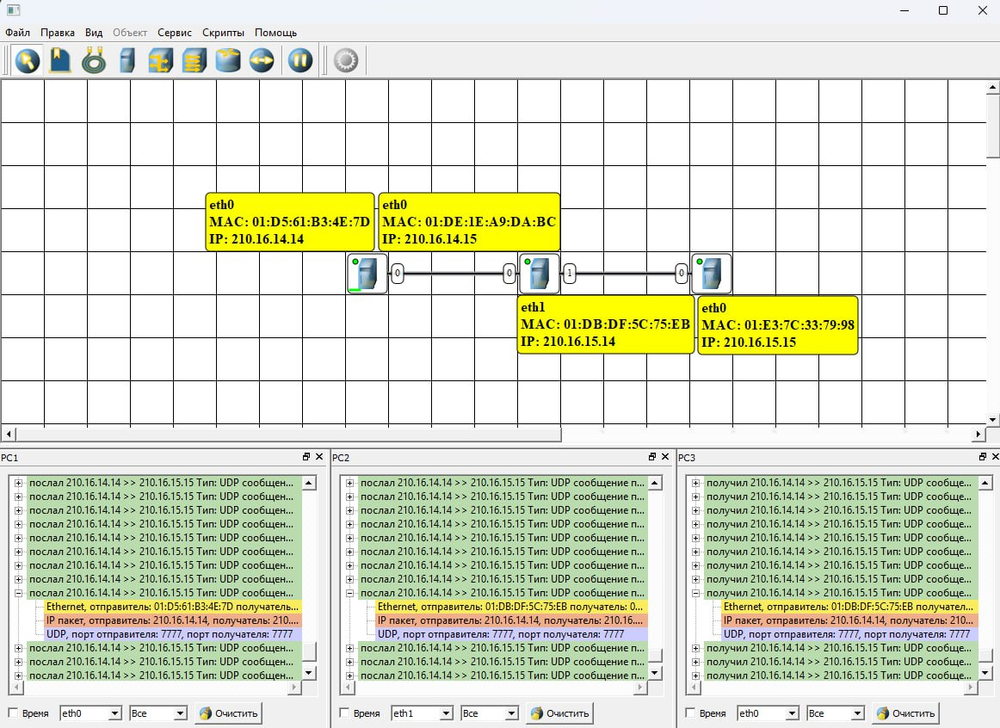 Файл Правка Вид Объект Сервис Скрипты Помощь
eth0
MAC: 01:D5:61:B3:4E:7D
IP: 210.16.14.14
eth0
MAC: 01:DE:1E:A9:DA:BC
IP: 210.16.14.15
0 0 1 0
eth1
MAC: 01:DB:DF:5C:75:EB
IP: 210.16.15.14
eth0
MAC: 01:E3:7C:33:79:98
IP: 210.16.15.15
PC1
послал 210.16.14.14 >> 210.16.15.15 Тип: UDP сообщен...
послал 210.16.14.14 >> 210.16.15.15 Тип: UDP сообщен...
послал 210.16.14.14 >> 210.16.15.15 Тип: UDP сообщен...
послал 210.16.14.14 >> 210.16.15.15 Тип: UDP сообщен...
послал 210.16.14.14 >> 210.16.15.15 Тип: UDP сообщен...
послал 210.16.14.14 >> 210.16.15.15 Тип: UDP сообщен...
послал 210.16.14.14 >> 210.16.15.15 Тип: UDP сообщен...
послал 210.16.14.14 >> 210.16.15.15 Тип: UDP сообщен...
послал 210.16.14.14 >> 210.16.15.15 Тип: UDP сообщен...
Ethernet, отправитель: 01:D5:61:B3:4E:7D получатель...
IP пакет, отправитель: 210.16.14.14, получатель: 210....
UDP, порт отправителя: 7777, порт получателя: 7777
послал 210.16.14.14 >> 210.16.15.15 Тип: UDP сообщен...
послал 210.16.14.14 >> 210.16.15.15 Тип: UDP сообщен...
послал 210.16.14.14 >> 210.16.15.15 Тип: UDP сообщен...
Время eth0 Все Очистить
PC2
послал 210.16.14.14 >> 210.16.15.15 Тип: UDP сообщение п...
послал 210.16.14.14 >> 210.16.15.15 Тип: UDP сообщение п...
послал 210.16.14.14 >> 210.16.15.15 Тип: UDP сообщение п...
послал 210.16.14.14 >> 210.16.15.15 Тип: UDP сообщение п...
послал 210.16.14.14 >> 210.16.15.15 Тип: UDP сообщение п...
послал 210.16.14.14 >> 210.16.15.15 Тип: UDP сообщение п...
послал 210.16.14.14 >> 210.16.15.15 Тип: UDP сообщение п...
послал 210.16.14.14 >> 210.16.15.15 Тип: UDP сообщение п...
послал 210.16.14.14 >> 210.16.15.15 Тип: UDP сообщение п...
Ethernet, отправитель: 01:DB:DF:5C:75:EB получатель: 0...
IP пакет, отправитель: 210.16.14.14, получатель: 210.16....
UDP, порт отправителя: 7777, порт получателя: 7777
послал 210.16.14.14 >> 210.16.15.15 Тип: UDP сообщение п...
послал 210.16.14.14 >> 210.16.15.15 Тип: UDP сообщение п...
послал 210.16.14.14 >> 210.16.15.15 Тип: UDP сообщение п...
Время eth1 Все Очистить
PC3
получил 210.16.14.14 >> 210.16.15.15 Тип: UDP сообще...
получил 210.16.14.14 >> 210.16.15.15 Тип: UDP сообще...
получил 210.16.14.14 >> 210.16.15.15 Тип: UDP сообще...
получил 210.16.14.14 >> 210.16.15.15 Тип: UDP сообще...
получил 210.16.14.14 >> 210.16.15.15 Тип: UDP сообще...
получил 210.16.14.14 >> 210.16.15.15 Тип: UDP сообще...
получил 210.16.14.14 >> 210.16.15.15 Тип: UDP сообще...
получил 210.16.14.14 >> 210.16.15.15 Тип: UDP сообще...
получил 210.16.14.14 >> 210.16.15.15 Тип: UDP сообще...
Ethernet, отправитель: 01:DB:DF:5C:75:EB получатель...
IP пакет, отправитель: 210.16.14.14, получатель: 210....
UDP, порт отправителя: 7777, порт получателя: 7777
получил 210.16.14.14 >> 210.16.15.15 Тип: UDP сообще...
получил 210.16.14.14 >> 210.16.15.15 Тип: UDP сообще...
получил 210.16.14.14 >> 210.16.15.15 Тип: UDP сообще...
Время eth0 Все Очистить